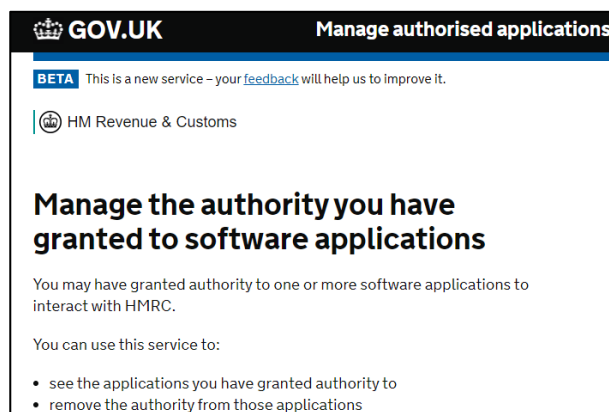 GOV.UK Manage authorised applications
BETA This is a new service – your feedback will help us to improve it.
HM Revenue & Customs
Manage the authority you have
granted to software applications
You may have granted authority to one or more software applications to
interact with HMRC.
You can use this service to:
• see the applications you have granted authority to
• remove the authority from those applications